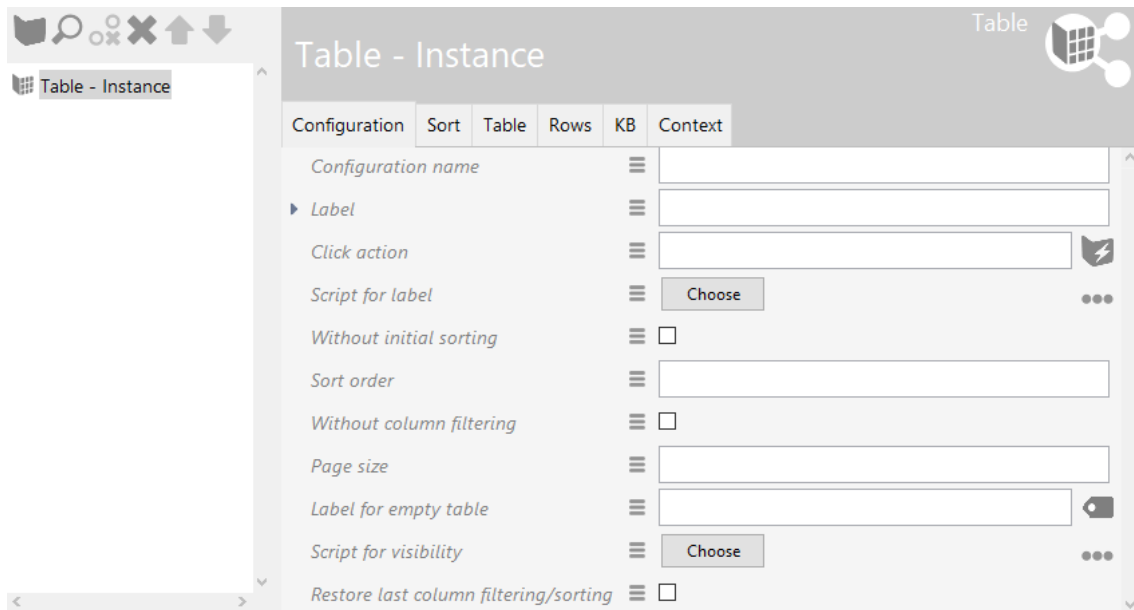 Table
Table - Instance
Table - Instance
Configuration Sort Table Rows KB Context
Configuration name
Label
Click action
Script for label Choose
Without initial sorting
Sort order
Without column filtering
Page size
Label for empty table
Script for visibility Choose
Restore last column filtering/sorting